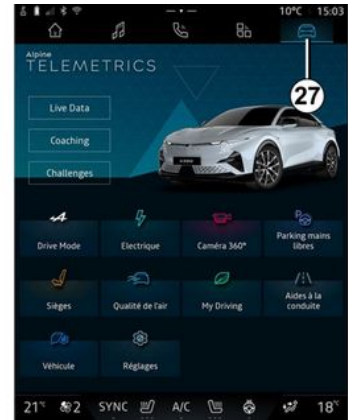 10°C 15:03
Alpine
TELEMETRICS
27
Live Data
Coaching
Challenges
Drive Mode
Electrique
Caméra 360°
Parking mains
libres
Sièges
Qualité de l'air
My Driving
Aides à la
conduite
Véhicule
Réglages
21° 2 SYNC A/C 18°